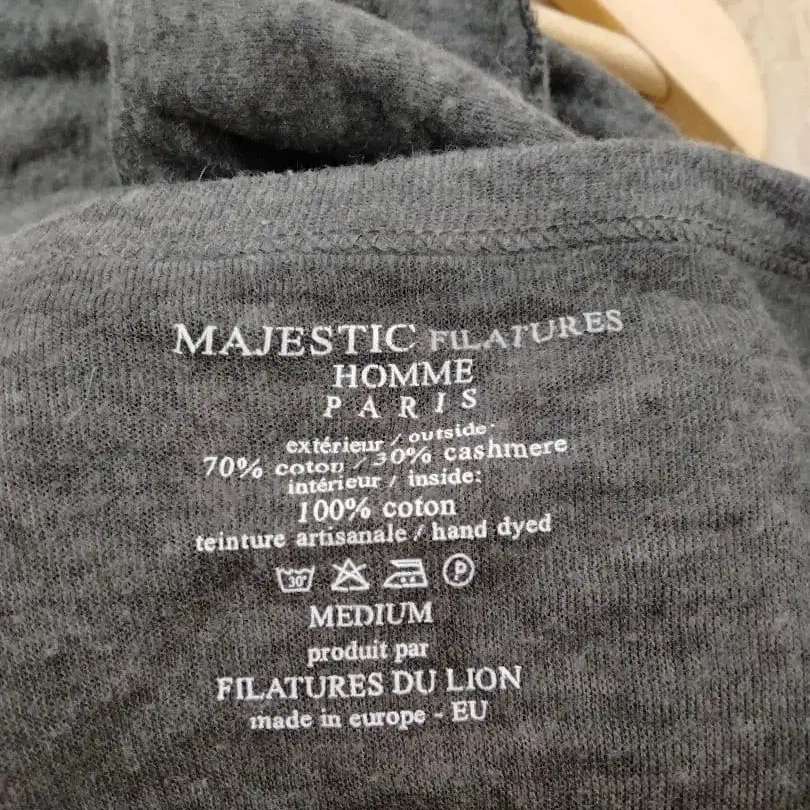 MAJESTIC FILATURES
HOMME
PARIS
extérieur / outside:
70% coton / 30% cashmere
intérieur / inside:
100% coton
teinture artisanale / hand dyed
30° P
MEDIUM
produit par
FILATURES DU LION
made in europe - EU